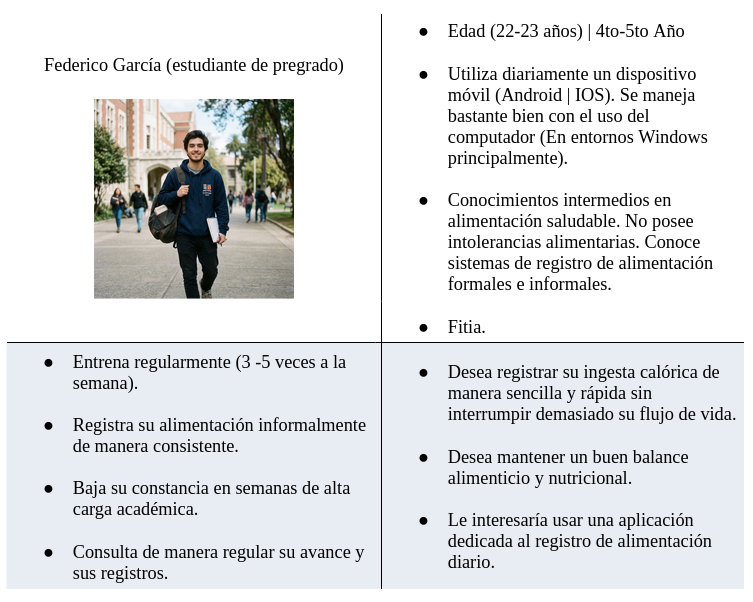 Federico García (estudiante de pregrado)
● Edad (22-23 años) | 4to-5to Año
● Utiliza diariamente un dispositivo
móvil (Android | IOS). Se maneja
bastante bien con el uso del
computador (En entornos Windows
principalmente).
● Conocimientos intermedios en
alimentación saludable. No posee
intolerancias alimentarias. Conoce
sistemas de registro de alimentación
formales e informales.
● Fitia.
● Entrena regularmente (3 -5 veces a la
semana).
● Registra su alimentación informalmente
de manera consistente.
● Baja su constancia en semanas de alta
carga académica.
● Consulta de manera regular su avance y
sus registros.
● Desea registrar su ingesta calórica de
manera sencilla y rápida sin
interrumpir demasiado su flujo de vida.
● Desea mantener un buen balance
alimenticio y nutricional.
● Le interesaría usar una aplicación
dedicada al registro de alimentación
diario.